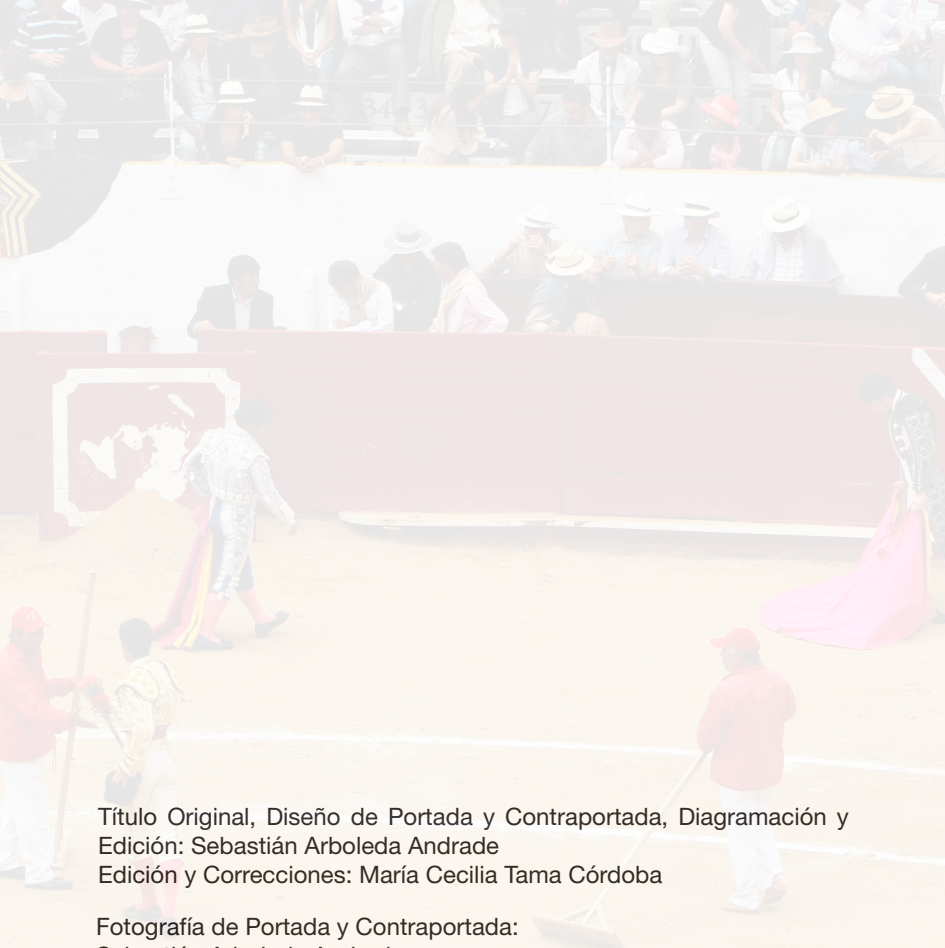 Título Original, Diseño de Portada y Contraportada, Diagramación y
Edición: Sebastián Arboleda Andrade
Edición y Correcciones: María Cecilia Tama Córdoba
Fotografía de Portada y Contraportada: